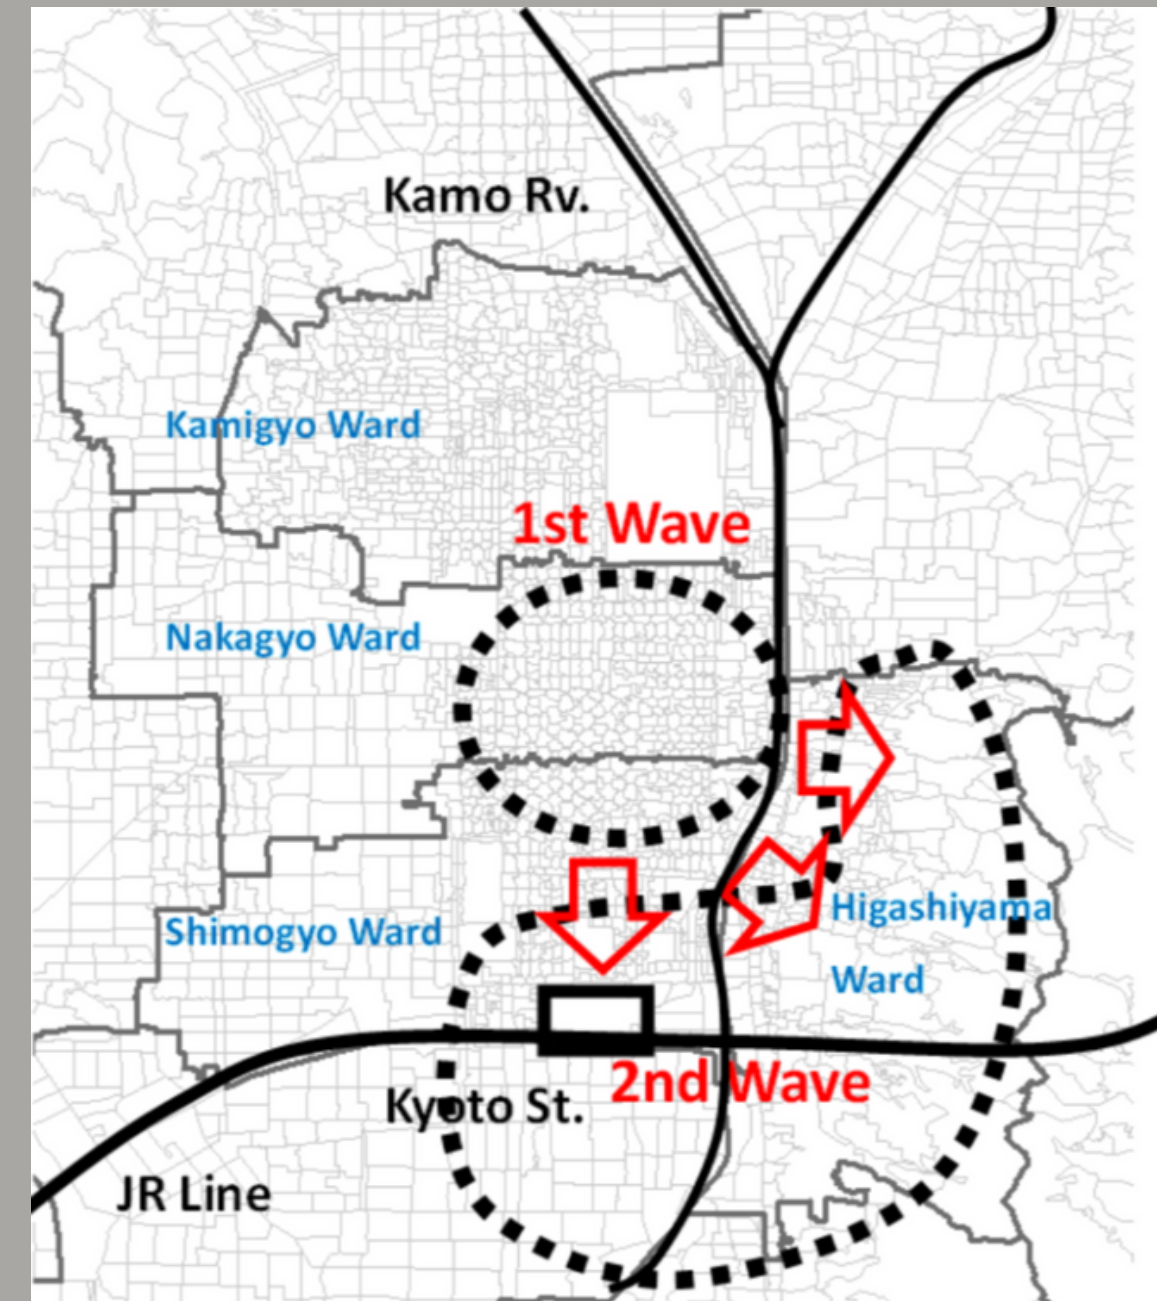 Kamo Rv.
Kamigyo Ward
1st Wave
Nakagyo Ward
Higashiyama
Shimogyo Ward
Ward
2nd Wave
Kyoto St.
JR Line